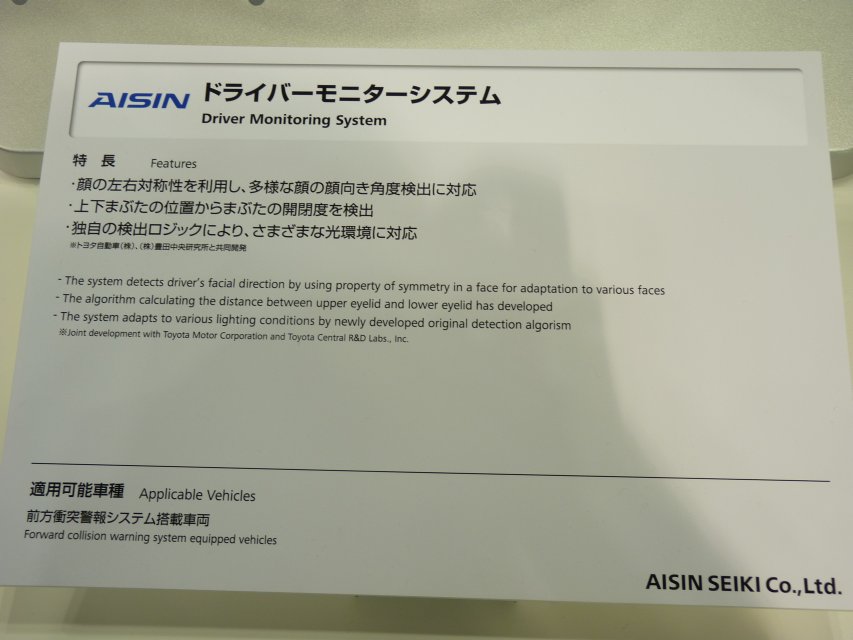 AISIN ドライバーモニターシステム
Driver Monitoring System
特 長 Features
・顔の左右対称性を利用し、多様な顔の顔向き角度検出に対応
・上下まぶたの位置からまぶたの開閉度を検出
・独自の検出ロジックにより、さまざまな光環境に対応
※トヨタ自動車(株)、(株)豊田中央研究所と共同開発
- The system detects driver's facial direction by using property of symmetry in a face for adaptation to various faces
- The algorithm calculating the distance between upper eyelid and lower eyelid has developed
- The system adapts to various lighting conditions by newly developed original detection algorism
※Joint development with Toyota Motor Corporation and Toyota Central R&D Labs., Inc.
適用可能車種 Applicable Vehicles
前方衝突警報システム搭載車両
Forward collision warning system equipped vehicles
AISIN SEIKI Co.,Ltd.